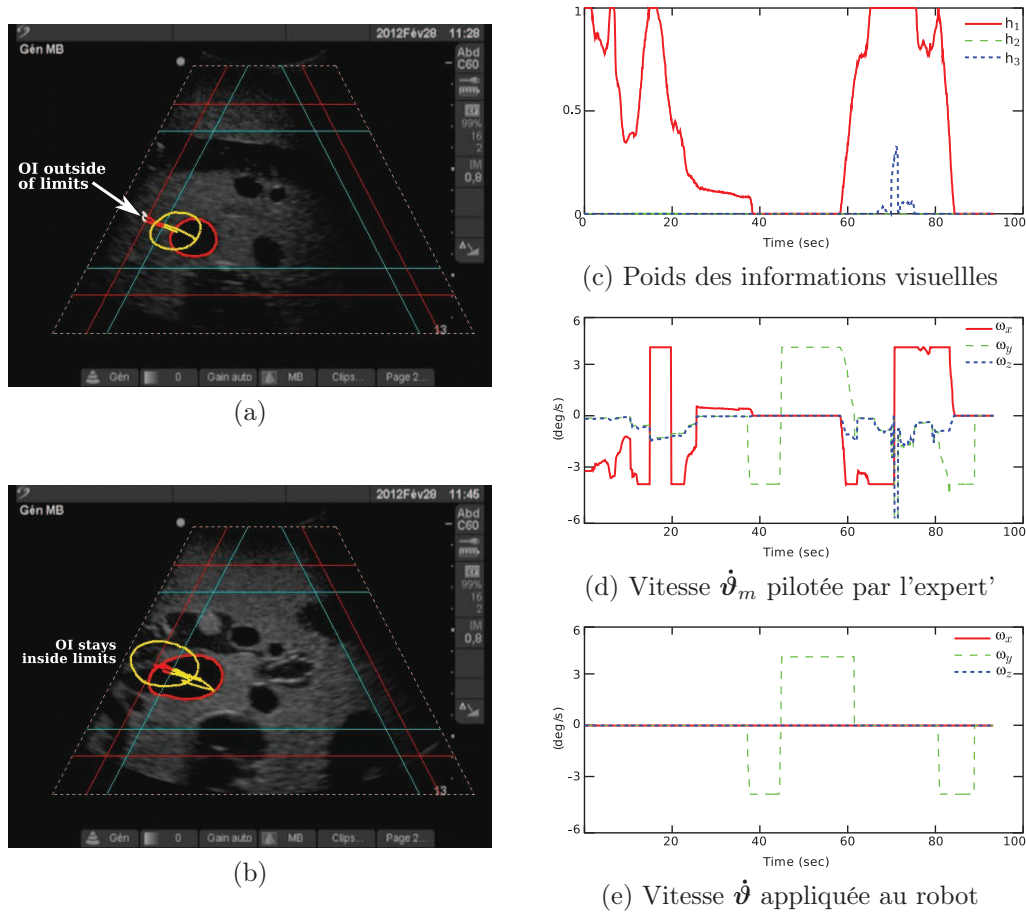 2012Fév28 11:28
Gén MB
Abd
C60
99%
16
2
IM
0,8
OI outside
of limits
13
Gén 0 Gain auto MB Clips... Page 2...
(a)
2012Fév28 11:45
Gén MB
Abd
C60
99%
16
2
IM
0,8
OI stays
inside limits
13
Gén 0 Gain auto MB Clips... Page 2...
(b)
1
0.5
0
0 20 40 60 80 100
Time (sec)
h1
h2
h3
(c) Poids des informations visuellles
6
3
0
-3
-6
(deg/s)
20 40 60 80 100
Time (sec)
ωx
ωy
ωz
(d) Vitesse ϑ̇m pilotée par l'expert'
6
3
0
-3
-6
(deg/s)
20 40 60 80 100
Time (sec)
ωx
ωy
ωz
(e) Vitesse ϑ̇ appliquée au robot